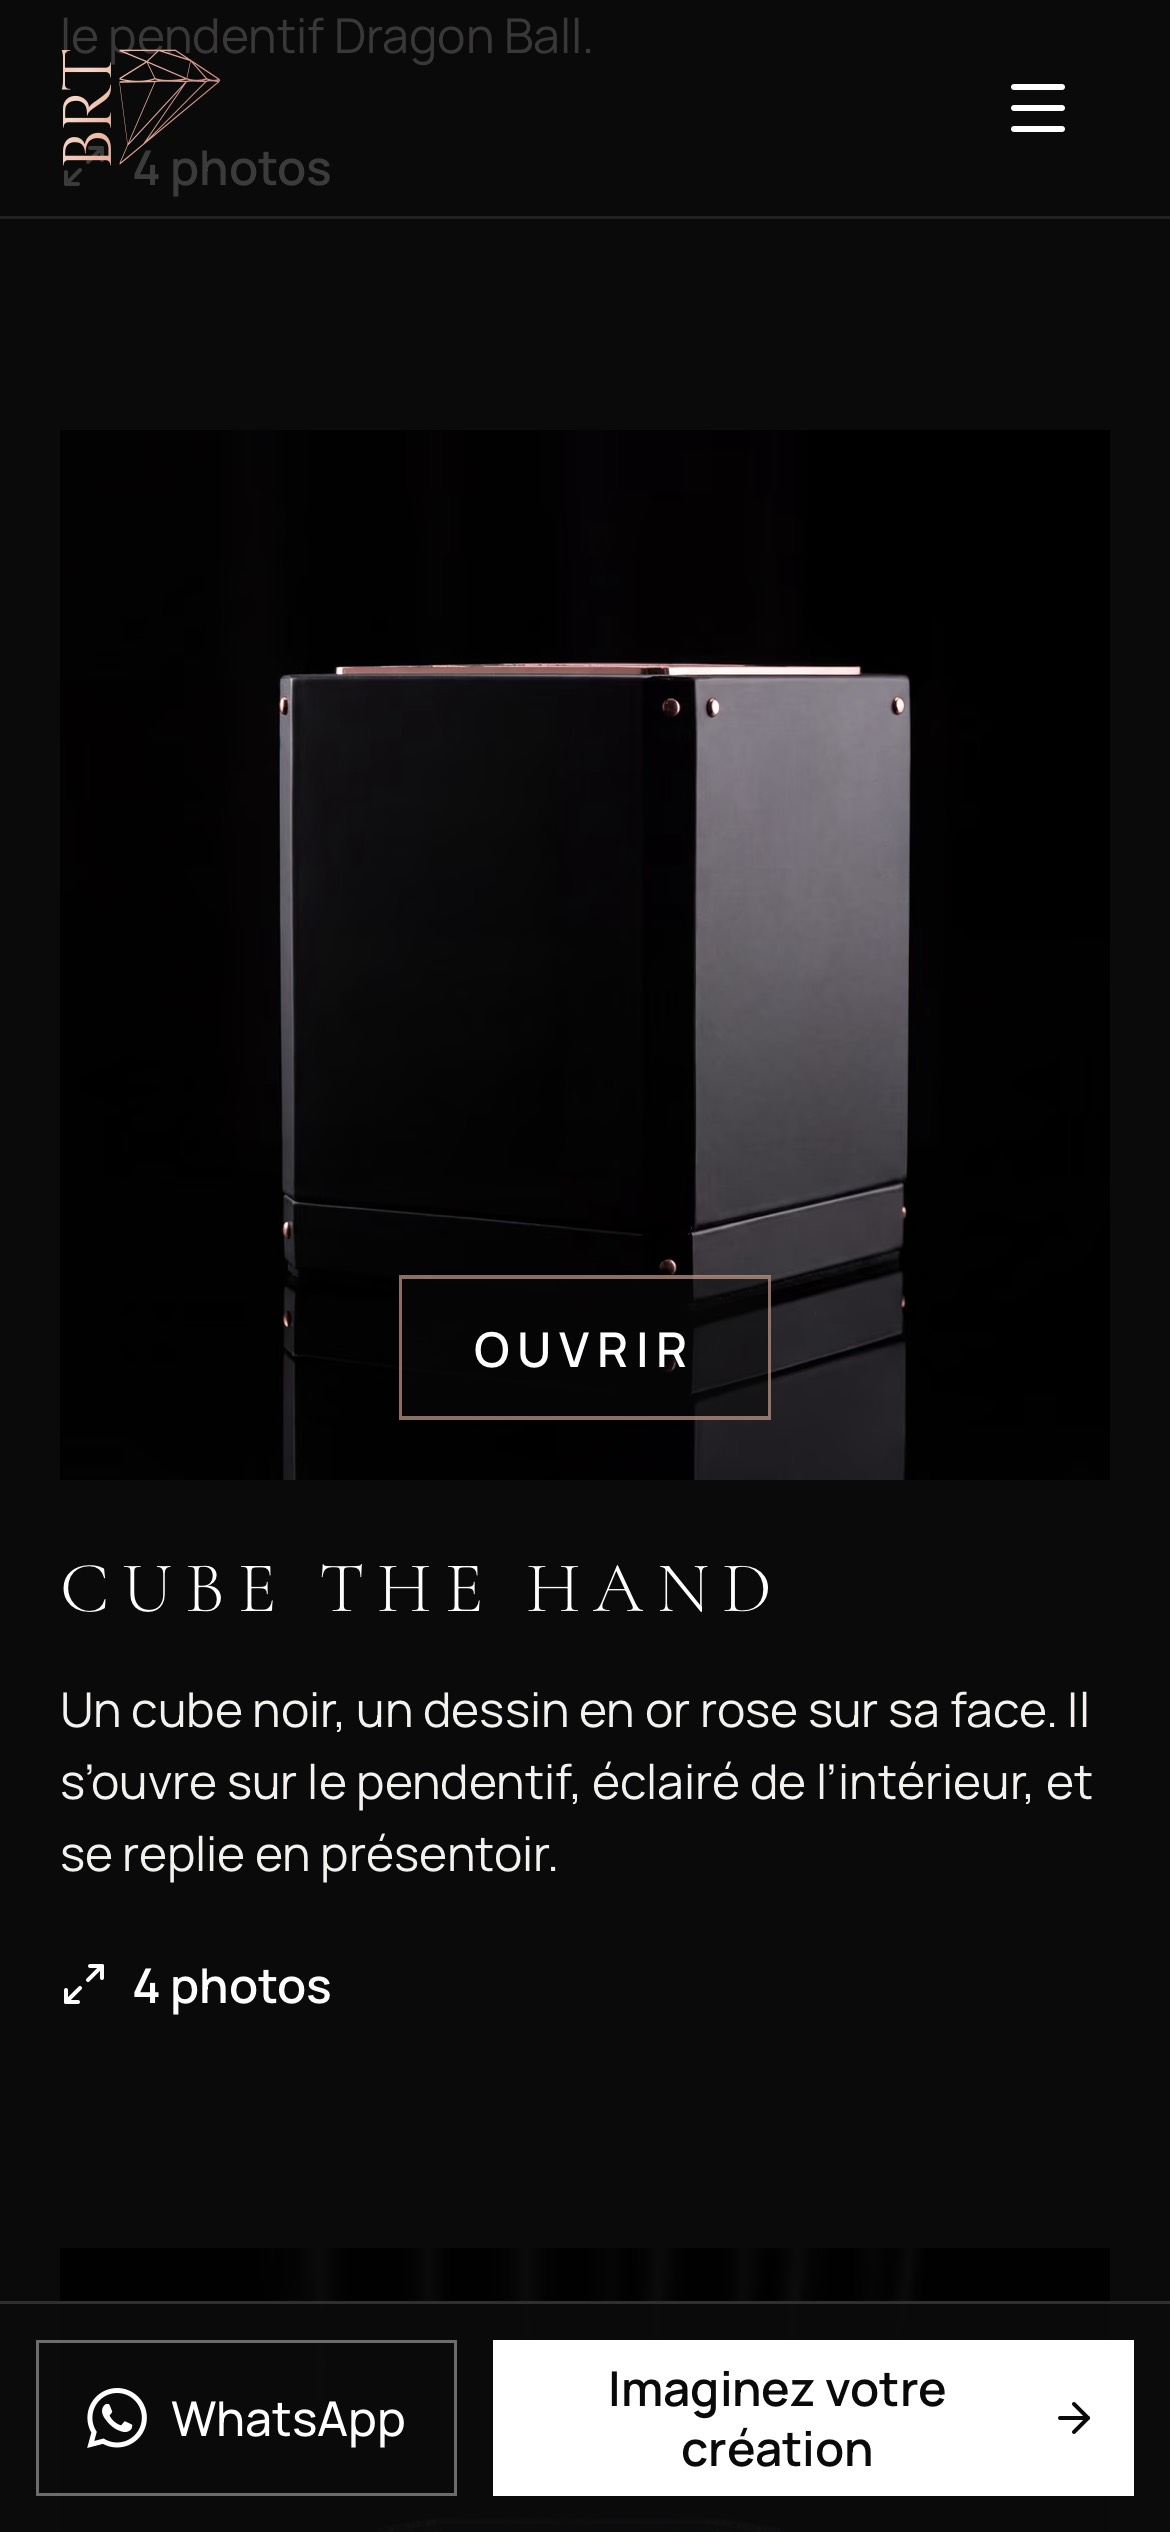 le pendentif Dragon Ball.
BRT
4 photos
OUVRIR
CUBE THE HAND
Un cube noir, un dessin en or rose sur sa face. Il
s’ouvre sur le pendentif, éclairé de l’intérieur, et
se replie en présentoir.
4 photos
WhatsApp
Imaginez votre
création